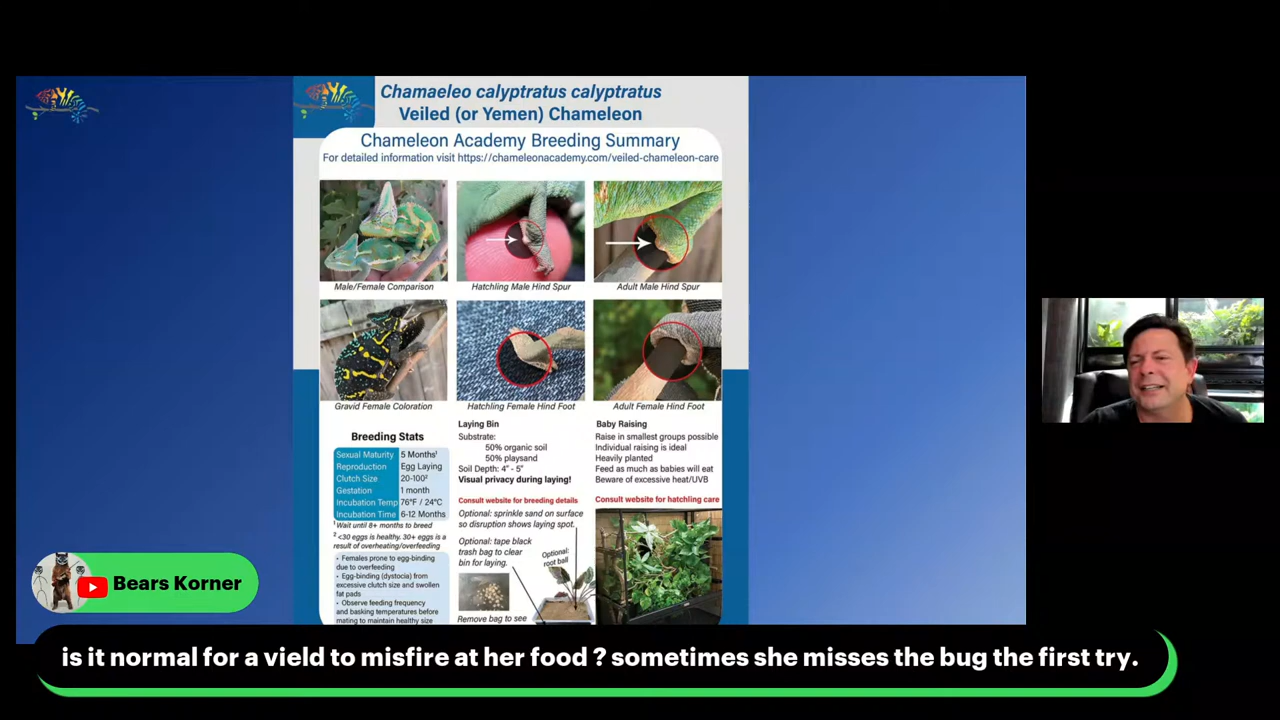 Chamaeleo calyptratus calyptratus
Veiled (or Yemen) Chameleon
Chameleon Academy Breeding Summary
For detailed information visit https://chameleonacademy.com/veiled-chameleon-care
Male/Female Comparison
Hatchling Male Hind Spur
Adult Male Hind Spur
Gravid Female Coloration
Hatchling Female Hind Foot
Adult Female Hind Foot
Breeding Stats
Sexual Maturity 5 Months¹
Reproduction Egg Laying
Clutch Size 20-100²
Gestation 1 month
Incubation Temp 76°F / 24°C
Incubation Time 6-12 Months
¹ Wait until 8+ months to breed
² <30 eggs is healthy. 30+ eggs is a
result of overheating/overfeeding
• Females prone to egg-binding
due to overfeeding
• Egg-binding (dystocia) from
excessive clutch size and swollen
fat pads
• Observe feeding frequency
and basking temperatures before
mating to maintain healthy size
Laying Bin
Substrate:
50% organic soil
50% playsand
Soil Depth: 4" - 5"
Visual privacy during laying!
Consult website for breeding details
Optional: sprinkle sand on surface
so disruption shows laying spot.
Optional: tape black
trash bag to clear
bin for laying.
Optional:
root ball
Remove bag to see
Baby Raising
Raise in smallest groups possible
Individual raising is ideal
Heavily planted
Feed as much as babies will eat
Beware of excessive heat/UVB
Consult website for hatchling care
Bears Korner
is it normal for a vield to misfire at her food ? sometimes she misses the bug the first try.